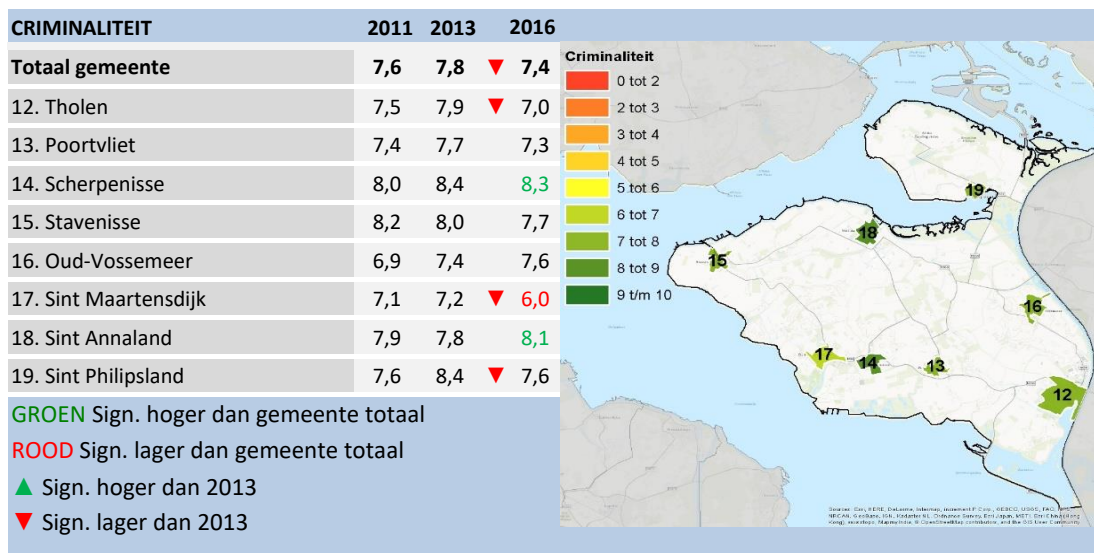 CRIMINALITEIT 2011 2013 2016
Totaal gemeente 7,6 7,8 ▼ 7,4
12. Tholen 7,5 7,9 ▼ 7,0
13. Poortvliet 7,4 7,7 7,3
14. Scherpenisse 8,0 8,4 8,3
15. Stavenisse 8,2 8,0 7,7
16. Oud-Vossemeer 6,9 7,4 7,6
17. Sint Maartensdijk 7,1 7,2 ▼ 6,0
18. Sint Annaland 7,9 7,8 8,1
19. Sint Philipsland 7,6 8,4 ▼ 7,6
GROEN Sign. hoger dan gemeente totaal
ROOD Sign. lager dan gemeente totaal
▲ Sign. hoger dan 2013
▼ Sign. lager dan 2013
Criminaliteit
0 tot 2
2 tot 3
3 tot 4
4 tot 5
5 tot 6
6 tot 7
7 tot 8
8 tot 9
9 t/m 10
19
18
15
16
17
14
13
12